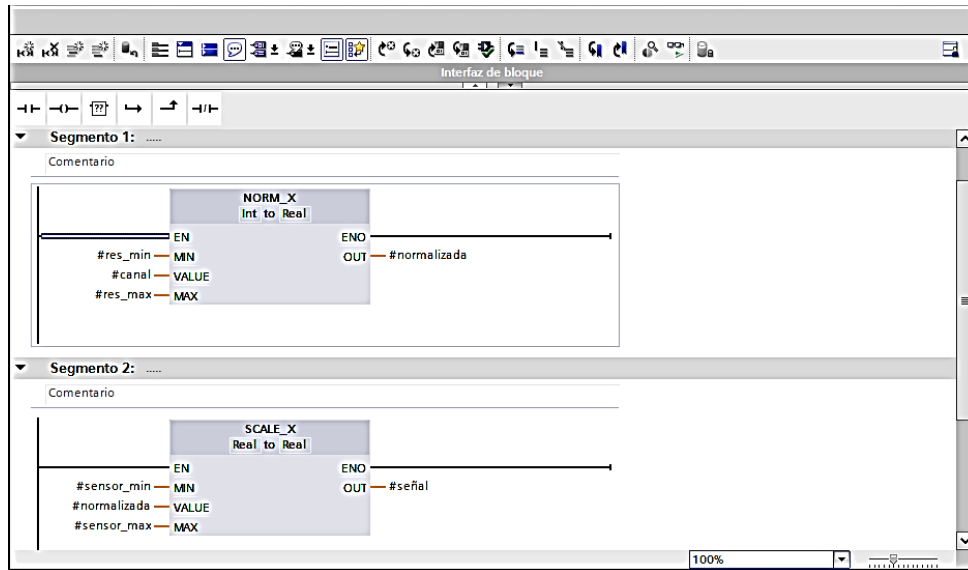 Interfaz de bloque
??
Segmento 1: .....
Comentario
NORM_X
Int to Real
EN ENO
#res_min MIN OUT #normalizada
#canal VALUE
#res_max MAX
Segmento 2: .....
Comentario
SCALE_X
Real to Real
EN ENO
#sensor_min MIN OUT #señal
#normalizada VALUE
#sensor_max MAX
100%